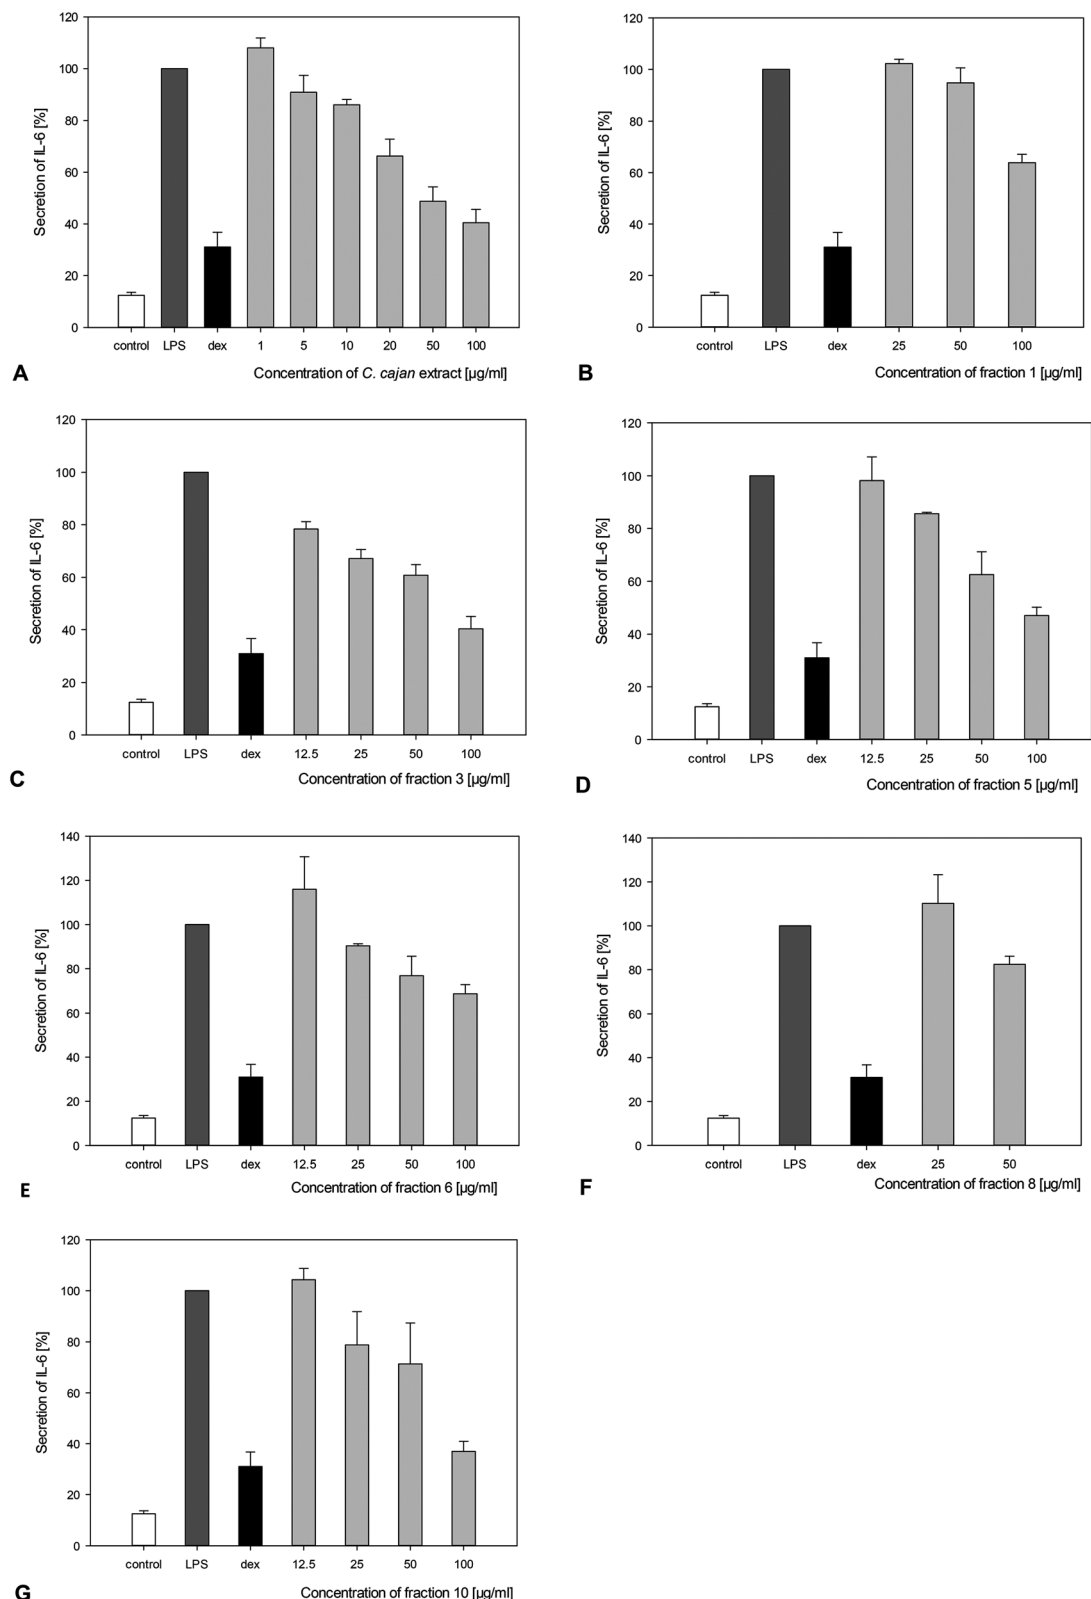 120
100
80
60
40
20
0
Secretion of IL-6 [%]
control LPS dex 1 5 10 20 50 100
A Concentration of C. cajan extract [µg/ml]
120
100
80
60
40
20
0
Secretion of IL-6 [%]
control LPS dex 25 50 100
B Concentration of fraction 1 [µg/ml]
120
100
80
60
40
20
0
Secretion of IL-6 [%]
control LPS dex 12.5 25 50 100
C Concentration of fraction 3 [µg/ml]
120
100
80
60
40
20
0
Secretion of IL-6 [%]
control LPS dex 12.5 25 50 100
D Concentration of fraction 5 [µg/ml]
140
120
100
80
60
40
20
0
Secretion of IL-6 [%]
control LPS dex 12.5 25 50 100
E Concentration of fraction 6 [µg/ml]
140
120
100
80
60
40
20
0
Secretion of IL-6 [%]
control LPS dex 25 50
F Concentration of fraction 8 [µg/ml]
120
100
80
60
40
20
0
Secretion of IL-6 [%]
control LPS dex 12.5 25 50 100
G Concentration of fraction 10 [µg/ml]